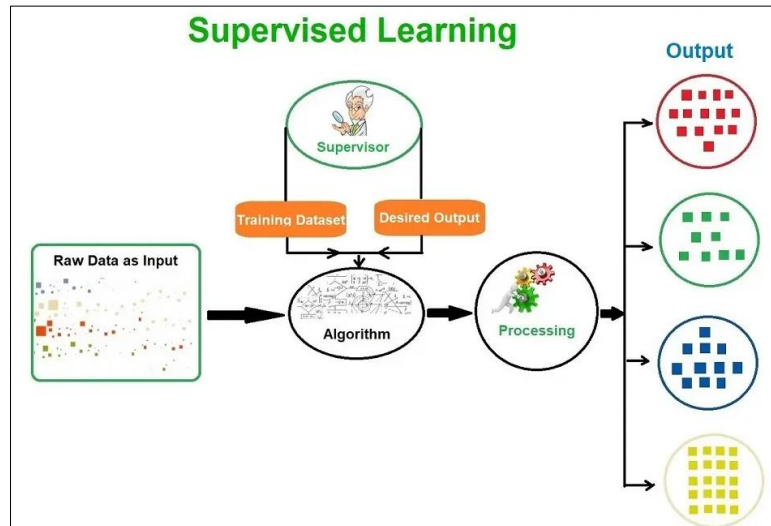 Supervised Learning
Output
Supervisor
Training Dataset
Desired Output
Raw Data as Input
Algorithm
Processing